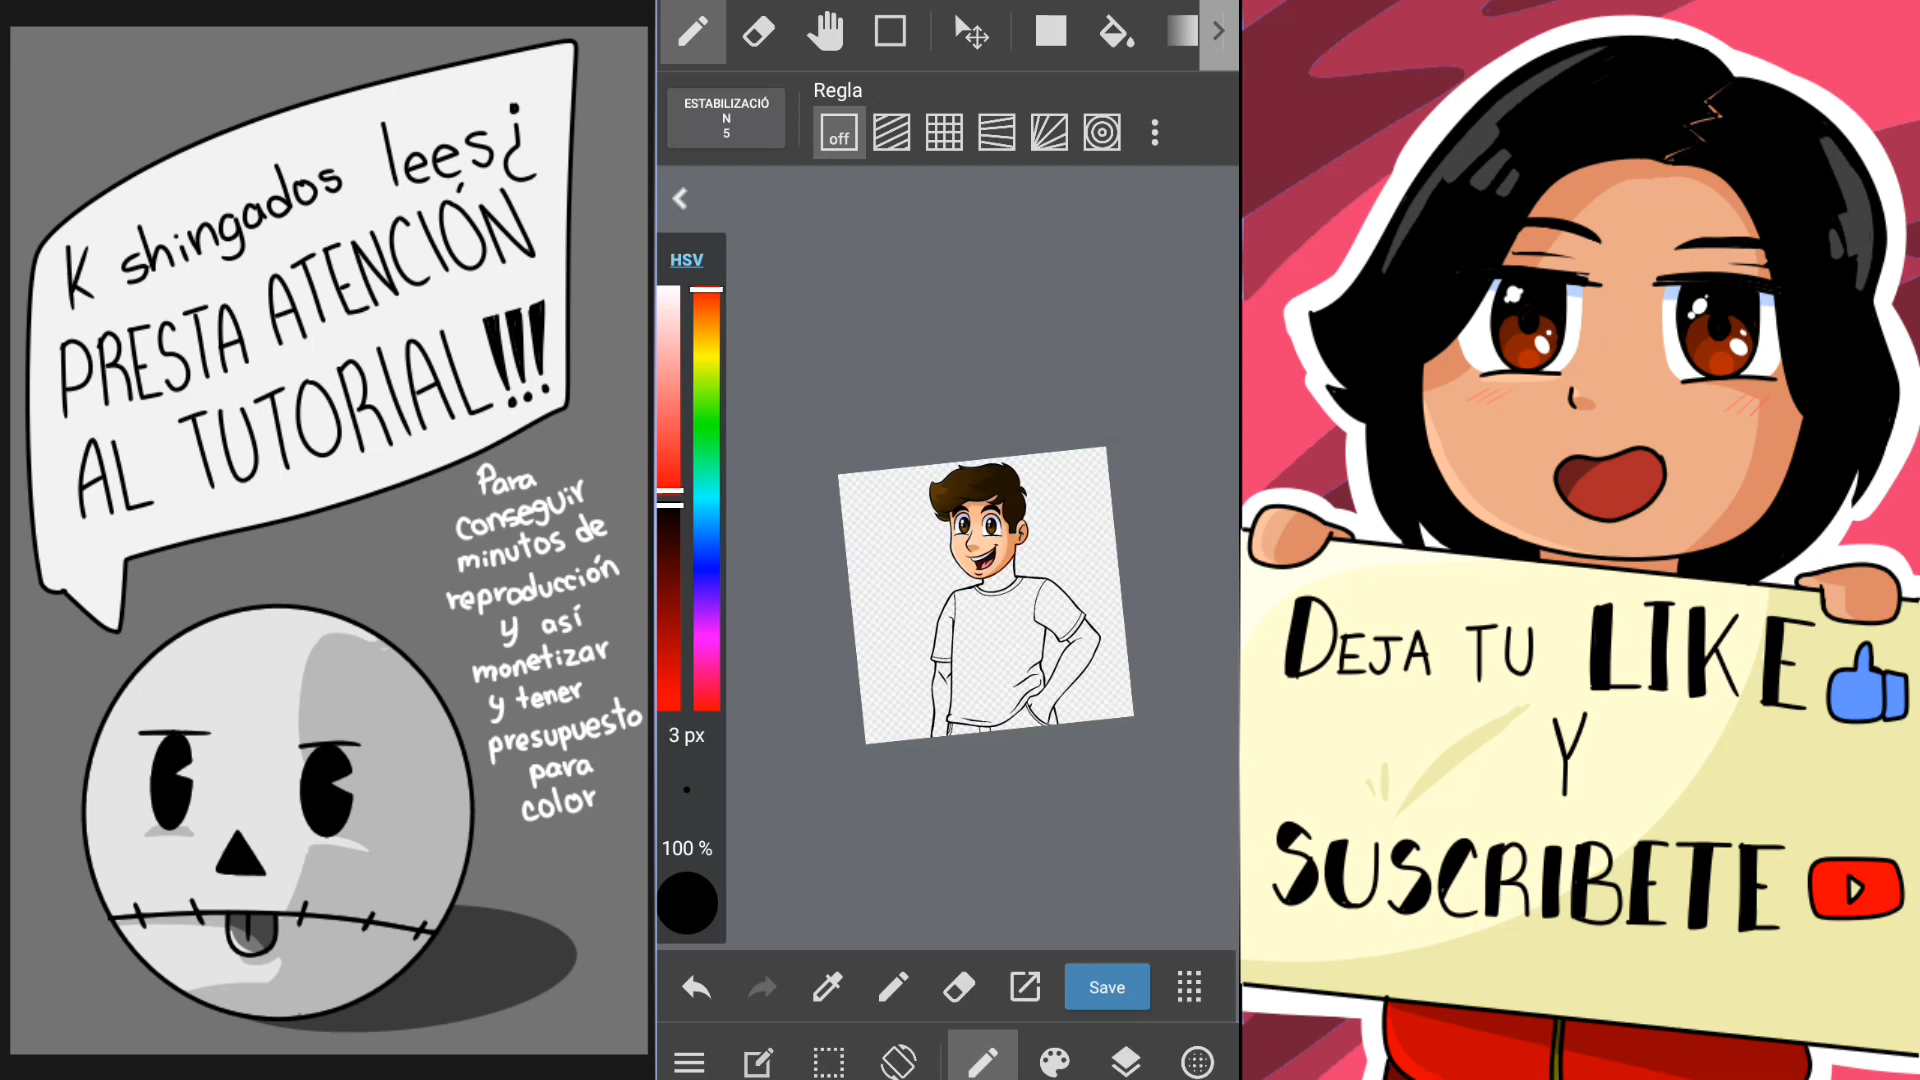 K shingados lees¿
PRESTA ATENCIÓN
AL TUTORIAL!!!
Para
conseguir
minutos de
reproducción
y así
monetizar
y tener
presupuesto
para
color
Regla
ESTABILIZACIÓ
N
5
off
HSV
3 px
100 %
Save
DEJA TU LIKE
Y
SUSCRIBETE